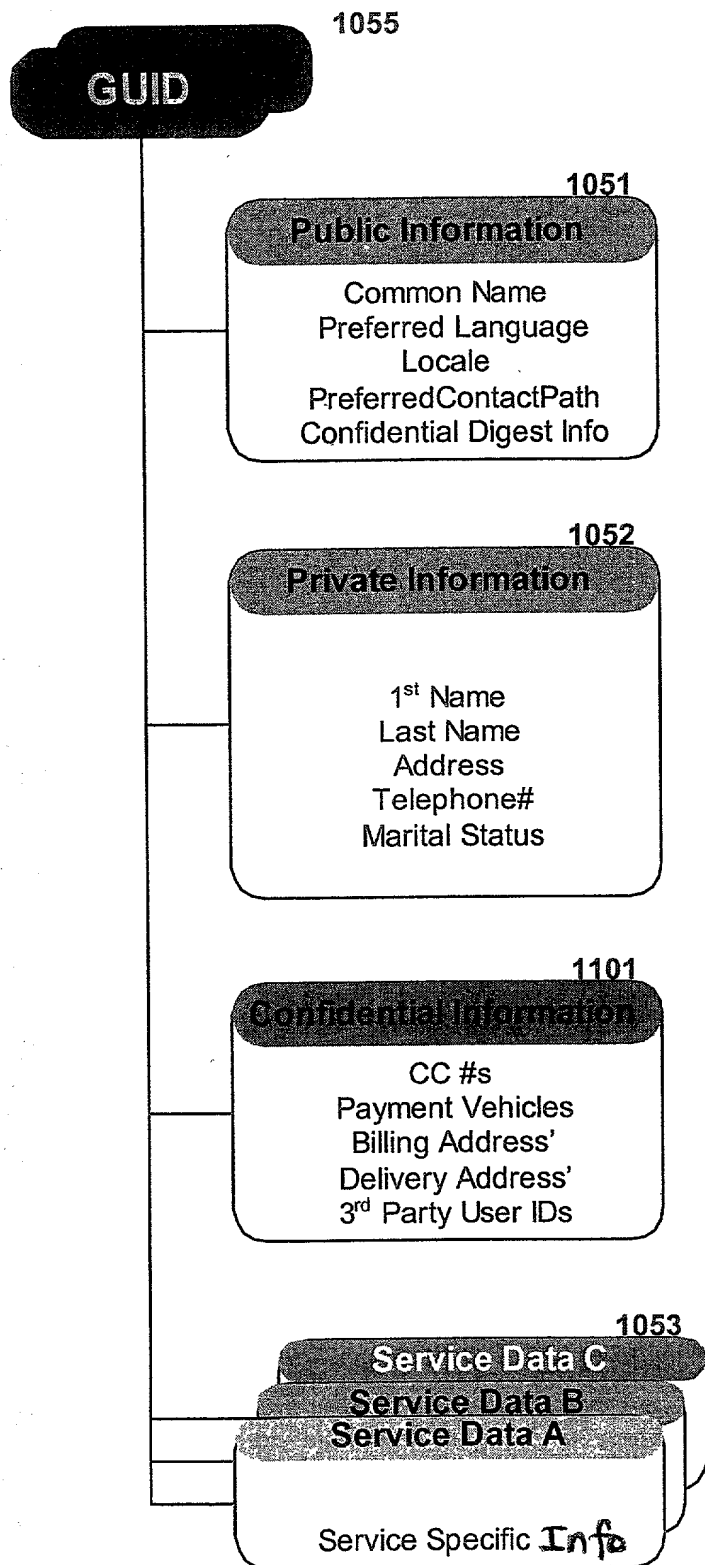 1055
GUID
1051
Public Information
Common Name
Preferred Language
Locale
PreferredContactPath
Confidential Digest Info
1052
Private Information
1st Name
Last Name
Address
Telephone#
Marital Status
1101
Confidential Information
CC #s
Payment Vehicles
Billing Address'
Delivery Address'
3rd Party User IDs
1053
Service Data C
Service Data B
Service Data A
Service Specific Info